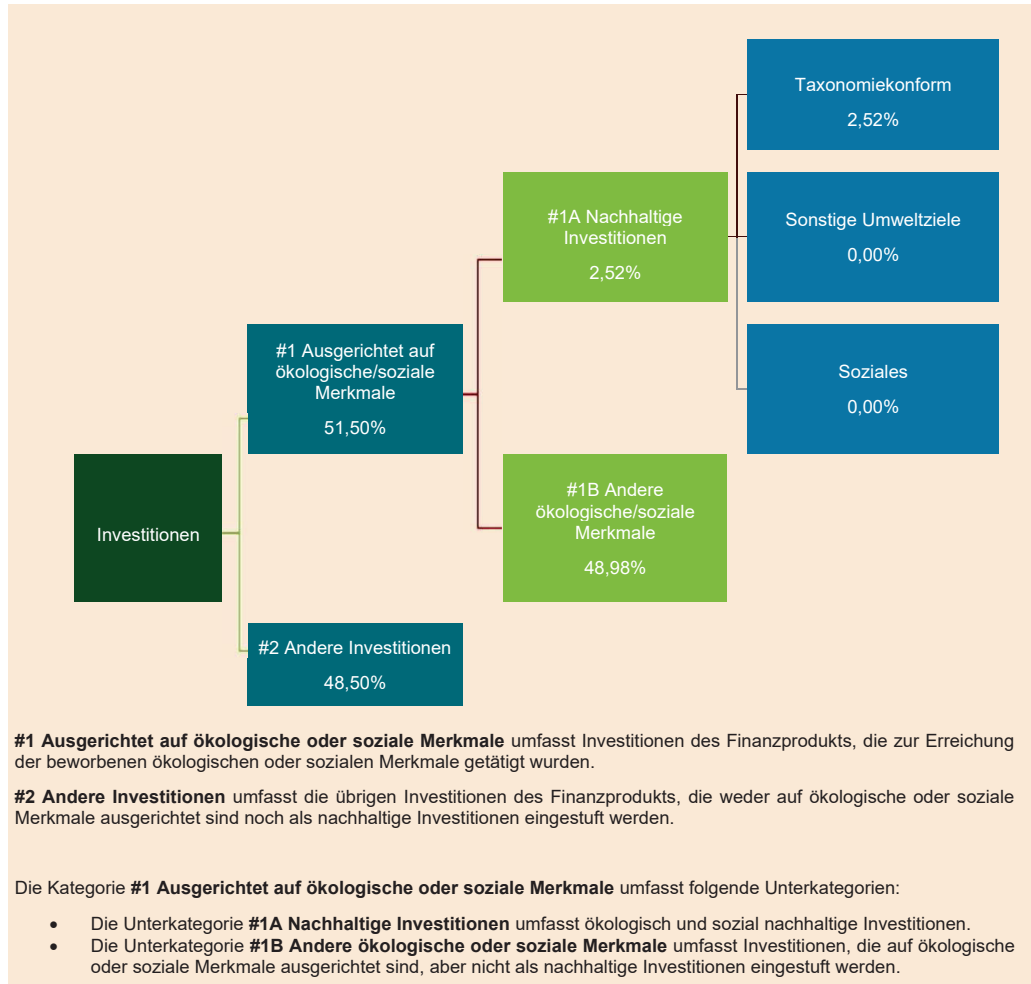 Taxonomiekonform
2,52%
#1A Nachhaltige
Investitionen
2,52%
Sonstige Umweltziele
0,00%
#1 Ausgerichtet auf
ökologische/soziale
Merkmale
51,50%
Soziales
0,00%
Investitionen
#1B Andere
ökologische/soziale
Merkmale
48,98%
#2 Andere Investitionen
48,50%
#1 Ausgerichtet auf ökologische oder soziale Merkmale umfasst Investitionen des Finanzprodukts, die zur Erreichung
der beworbenen ökologischen oder sozialen Merkmale getätigt wurden.
#2 Andere Investitionen umfasst die übrigen Investitionen des Finanzprodukts, die weder auf ökologische oder soziale
Merkmale ausgerichtet sind noch als nachhaltige Investitionen eingestuft werden.
Die Kategorie #1 Ausgerichtet auf ökologische oder soziale Merkmale umfasst folgende Unterkategorien:
• Die Unterkategorie #1A Nachhaltige Investitionen umfasst ökologisch und sozial nachhaltige Investitionen.
• Die Unterkategorie #1B Andere ökologische oder soziale Merkmale umfasst Investitionen, die auf ökologische
oder soziale Merkmale ausgerichtet sind, aber nicht als nachhaltige Investitionen eingestuft werden.